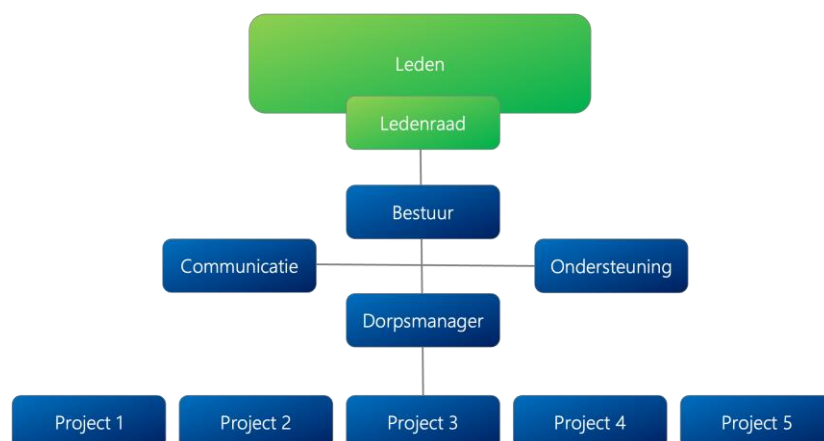 Leden
Ledenraad
Bestuur
Communicatie
Ondersteuning
Dorpsmanager
Project 1
Project 2
Project 3
Project 4
Project 5